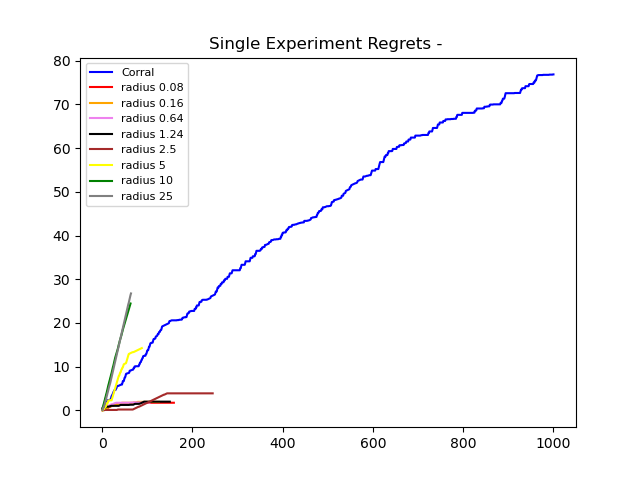 Single Experiment Regrets -
80
70
60
50
40
30
20
10
0
Corral
radius 0.08
radius 0.16
radius 0.64
radius 1.24
radius 2.5
radius 5
radius 10
radius 25
0 200 400 600 800 1000